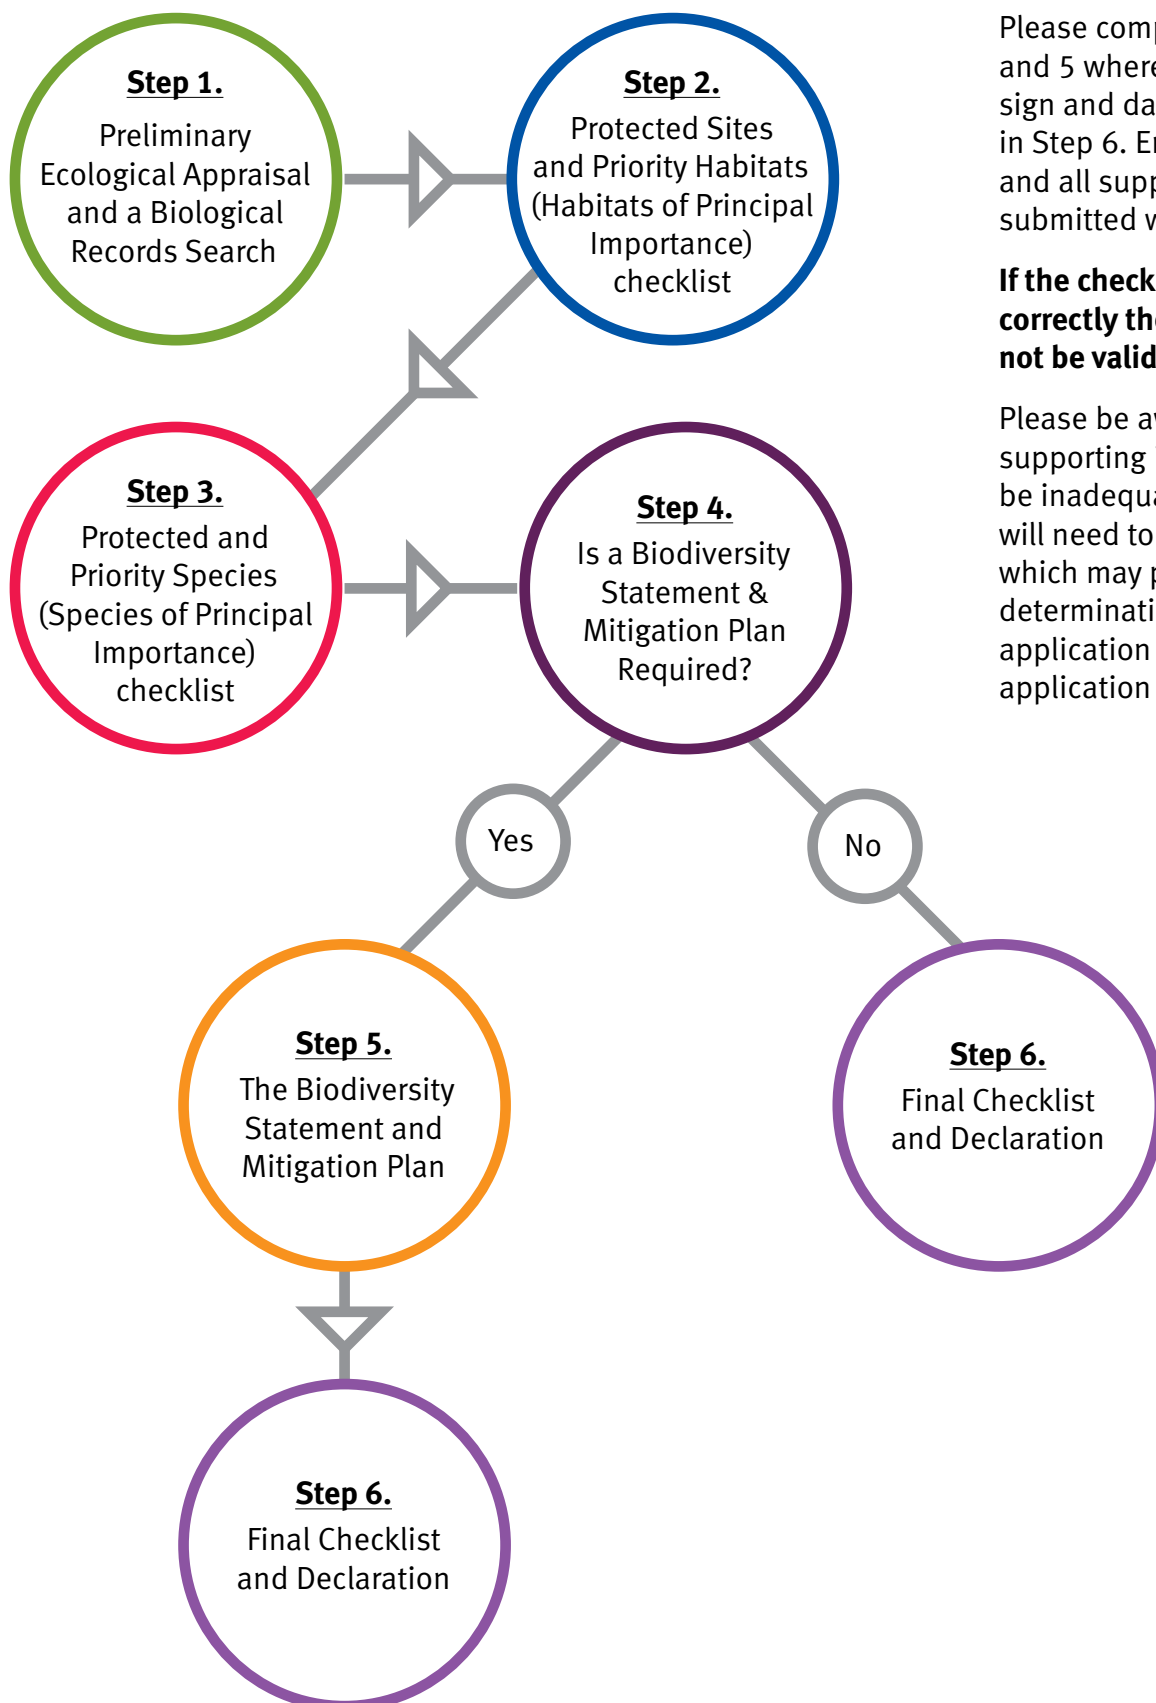 Step 1.
Preliminary
Ecological Appraisal
and a Biological
Records Search
Step 2.
Protected Sites
and Priority Habitats
(Habitats of Principal
Importance)
checklist
Step 3.
Protected and
Priority Species
(Species of Principal
Importance)
checklist
Step 4.
Is a Biodiversity
Statement &
Mitigation Plan
Required?
Yes
No
Step 5.
The Biodiversity
Statement and
Mitigation Plan
Step 6.
Final Checklist
and Declaration
Step 6.
Final Checklist
and Declaration
Please
and 5 where
sign and
in Step 6.
and all
submitted
If the
correctly
not be
Please be
supporting
be
will need to
which may
application
application